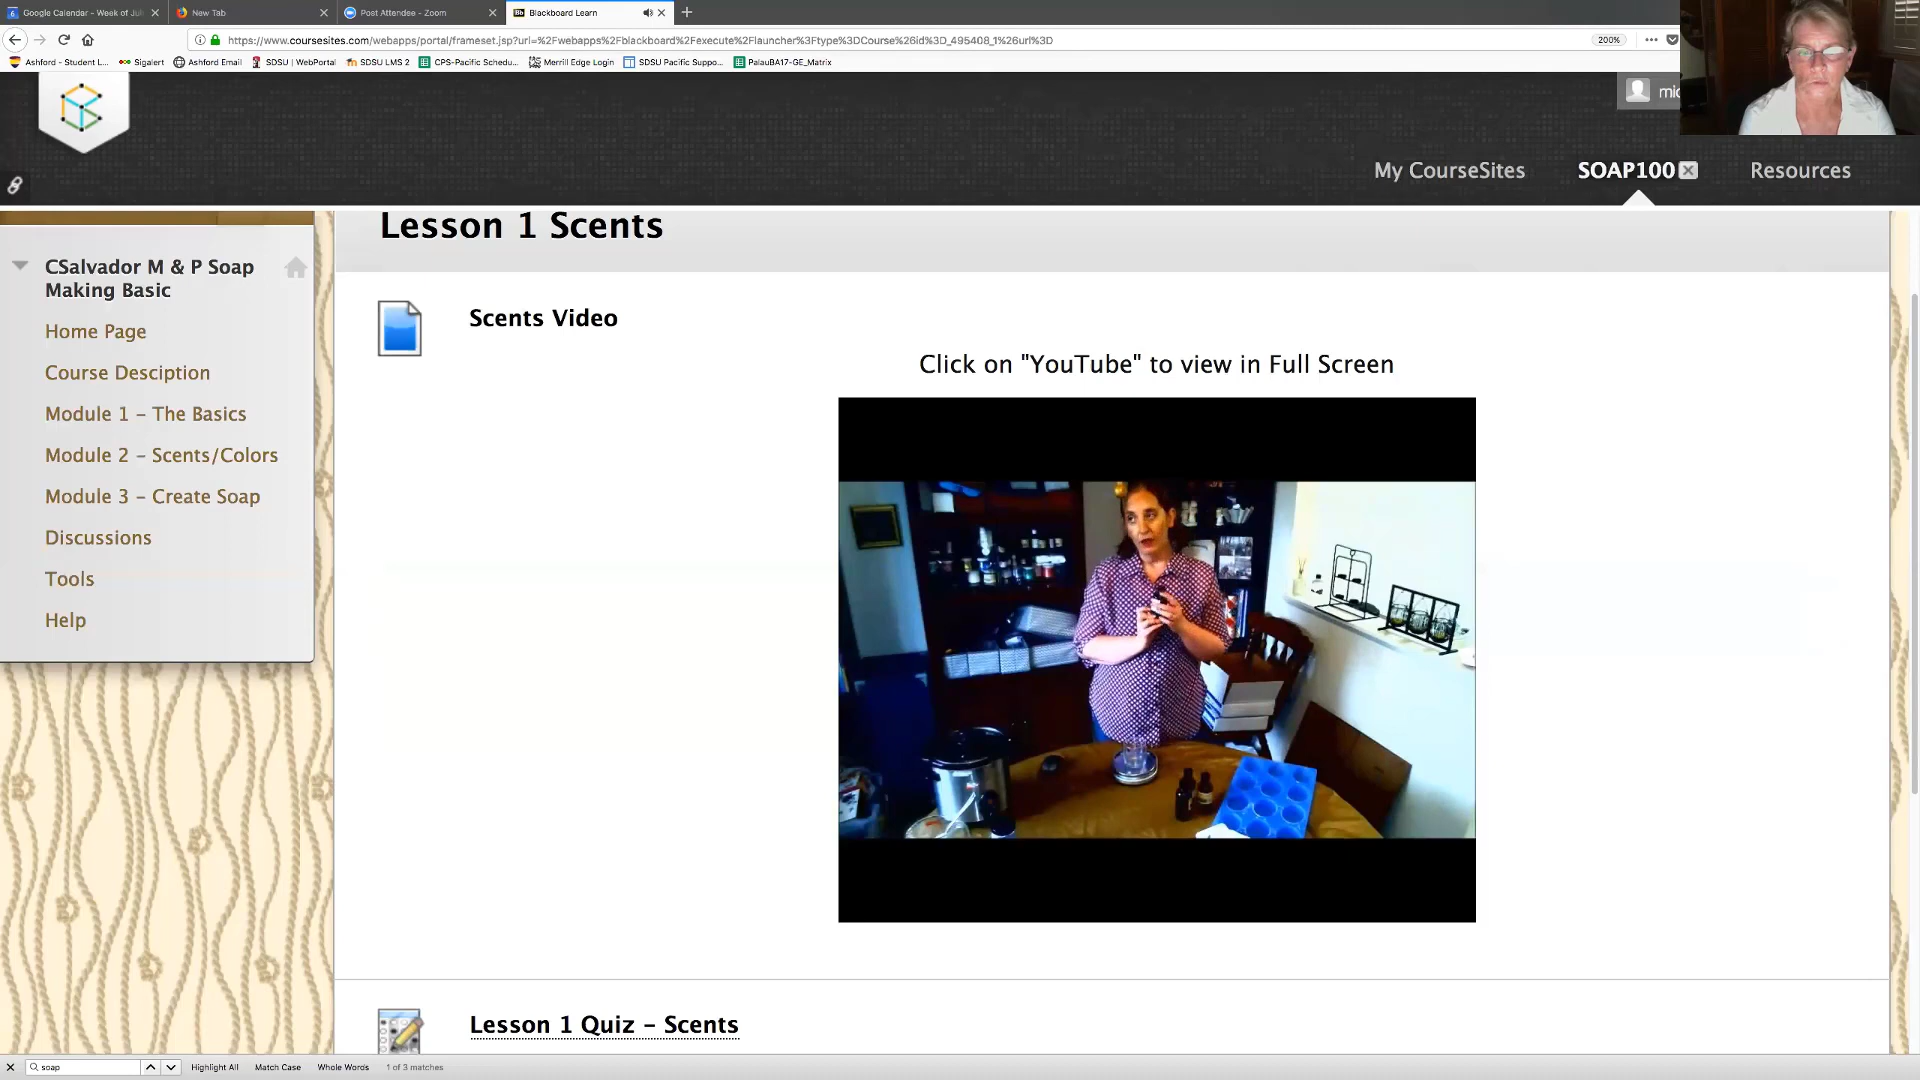 Google Calendar - Week of Jul
New Tab
Post Attendee - Zoom
Bb Blackboard Learn
https://www.coursesites.com/webapps/portal/frameset.jsp?url=%2Fwebapps%2Fblackboard%2Fexecute%2Flauncher%3Ftype%3DCourse%26id%3D_495408_1%26url%3D
200%
Ashford - Student L...
Sigalert
Ashford Email
SDSU | WebPortal
SDSU LMS 2
CPS-Pacific Schedu...
Merrill Edge Login
SDSU Pacific Suppo...
PalauBA17-GE_Matrix
mic
My CourseSites
SOAP100
Resources
Lesson 1 Scents
CSalvador M & P Soap
Making Basic
Home Page
Course Desciption
Module 1 - The Basics
Module 2 - Scents/Colors
Module 3 - Create Soap
Discussions
Tools
Help
Scents Video
Click on "YouTube" to view in Full Screen
Lesson 1 Quiz - Scents
soap
Highlight All
Match Case
Whole Words
1 of 3 matches